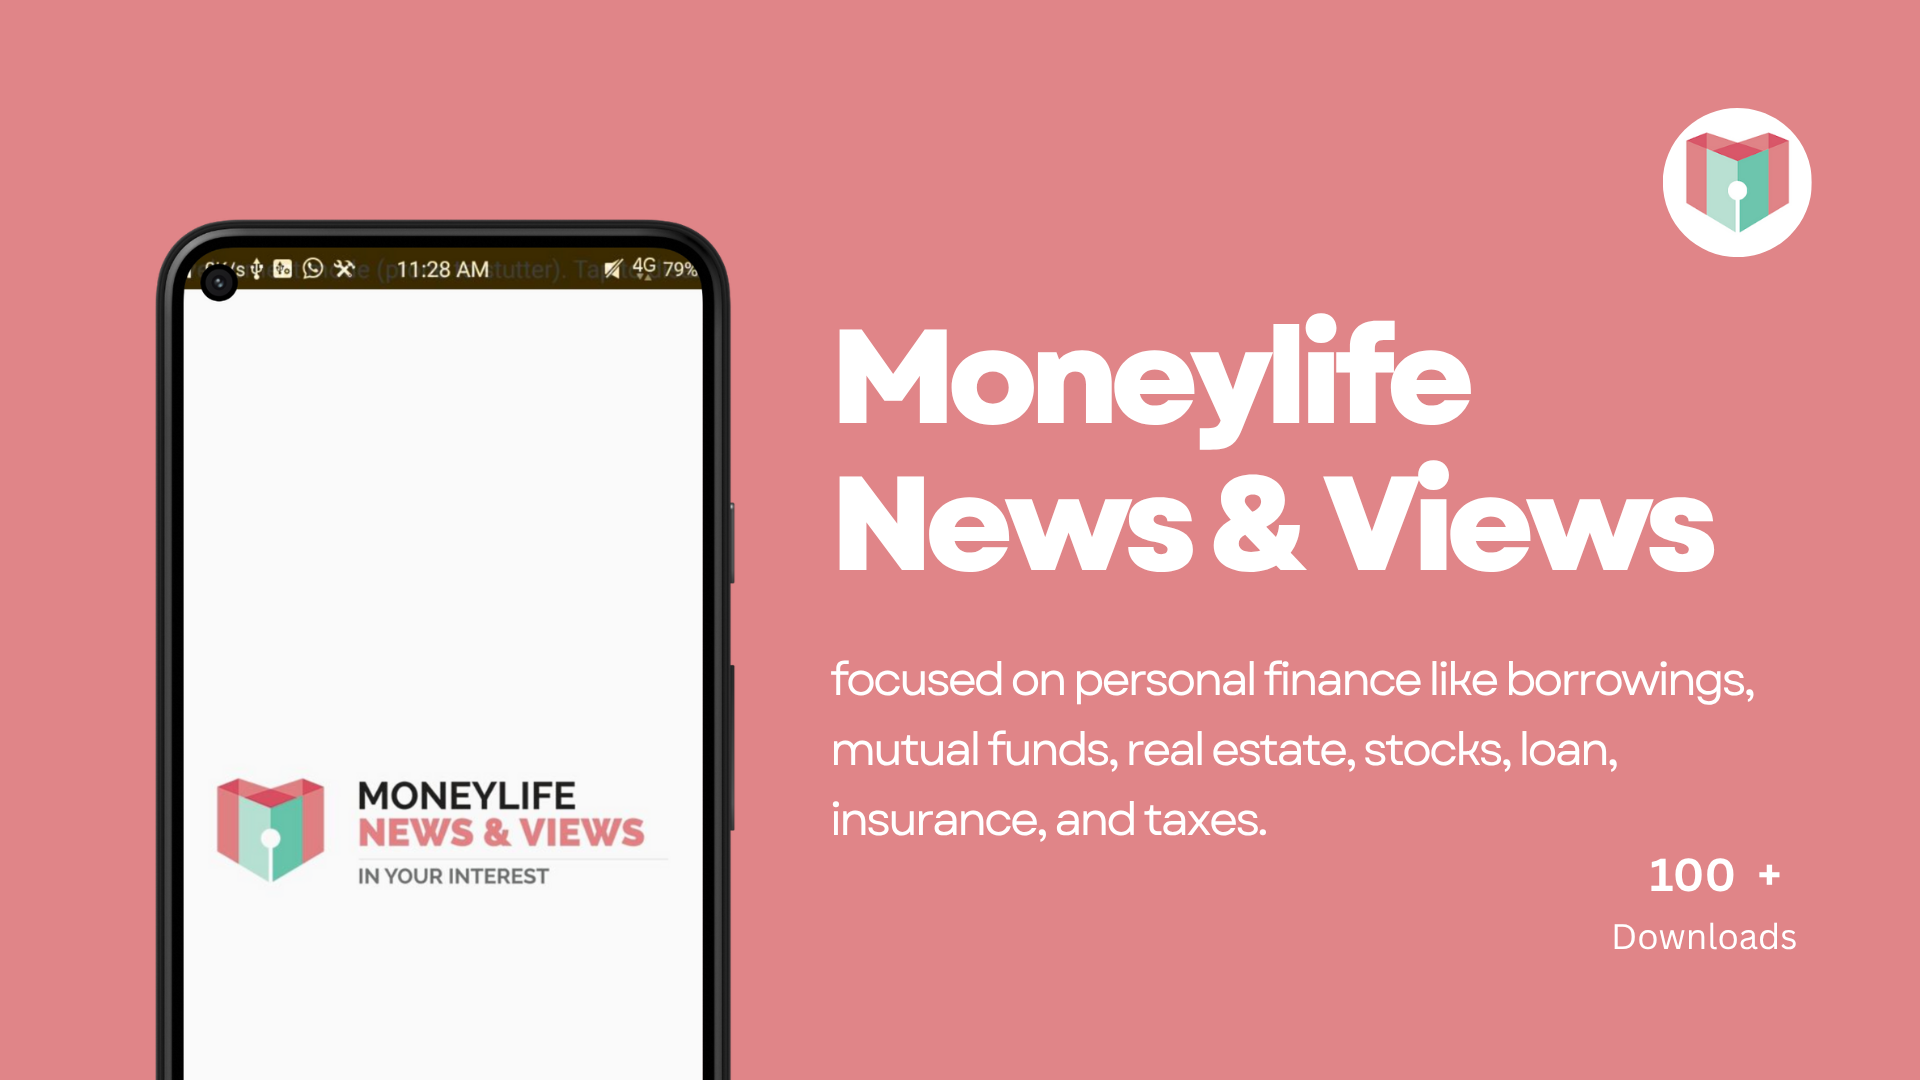 11:28 AM 4G 79%
MONEYLIFE
NEWS & VIEWS
IN YOUR INTEREST
Moneylife
News & Views
focused on personal finance like borrowings,
mutual funds, real estate, stocks, loan,
insurance, and taxes.
100 +
Downloads